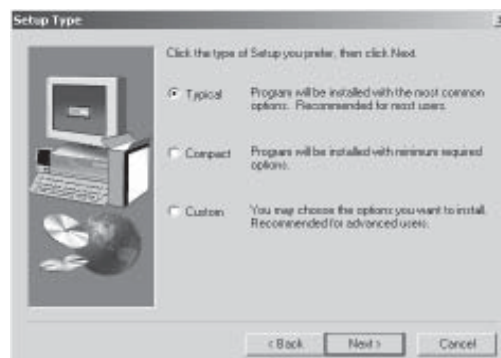 Setup Type
Click the type of Setup you prefer, then click Next.
Typical
Program will be installed with the most common
options. Recommended for most users.
Compact
Program will be installed with minimum required
options.
Custom
You may choose the options you want to install.
Recommended for advanced users.
< Back
Next >
Cancel